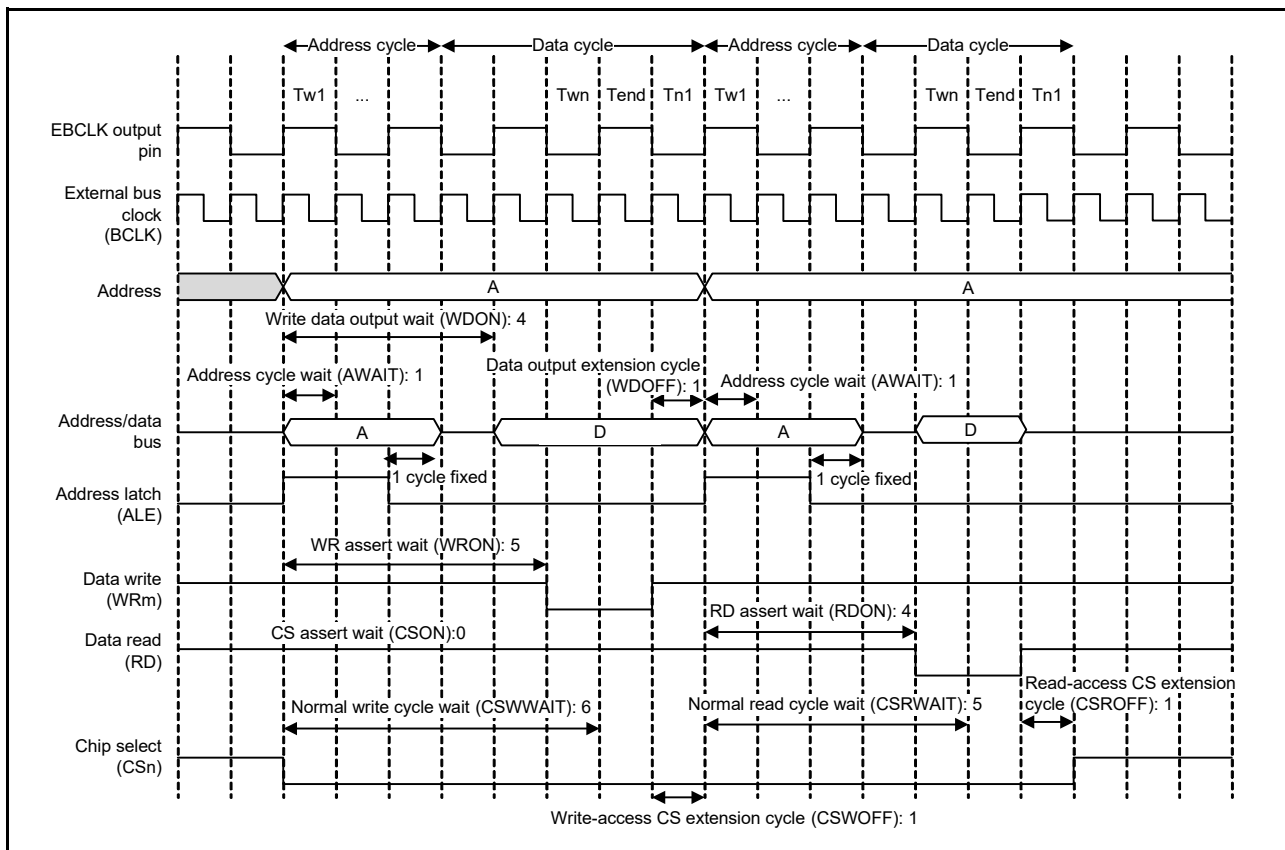 Address cycle Data cycle Address cycle Data cycle
Tw1 ... Twn Tend Tn1 Tw1 ... Twn Tend Tn1
EBCLK output
pin
External bus
clock
(BCLK)
Address A A
Write data output wait (WDON): 4
Data output extension cycle
(WDOFF): 1
Address cycle wait (AWAIT): 1 Address cycle wait (AWAIT): 1
Address/data
bus
A D A D
1 cycle fixed 1 cycle fixed
Address latch
(ALE)
WR assert wait (WRON): 5
Data write
(WRm)
RD assert wait (RDON): 4
CS assert wait (CSON):0
Data read
(RD)
Read-access CS extension
cycle (CSROFF): 1
Normal write cycle wait (CSWWAIT): 6 Normal read cycle wait (CSRWAIT): 5
Chip select
(CSn)
Write-access CS extension cycle (CSWOFF): 1